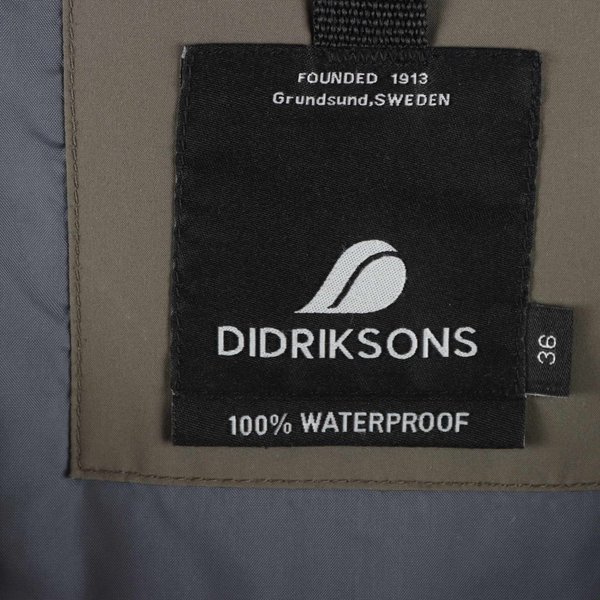 FOUNDED 1913
Grundsund,SWEDEN
DIDRIKSONS
36
100% WATERPROOF